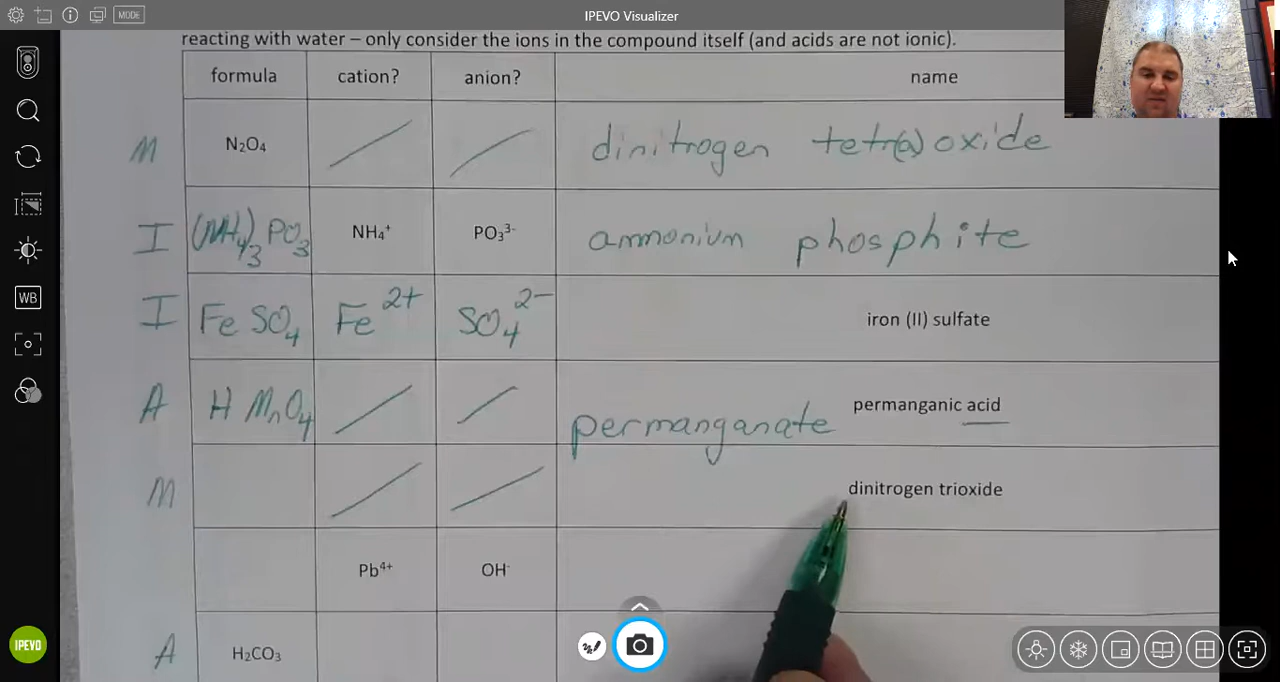 MODE
IPEVO Visualizer
reacting with water – only consider the ions in the compound itself (and acids are not ionic).
formula cation? anion? name
M N₂O₄ dinitrogen tetr(a)oxide
I (NH₄)₃PO₃ NH₄⁺ PO₃³⁻ ammonium phosphite
I FeSO₄ Fe²⁺ SO₄²⁻ iron (II) sulfate
A HMnO₄ permanganate permanganic acid
M dinitrogen trioxide
Pb⁴⁺ OH⁻
A H₂CO₃
WB
IPEVO